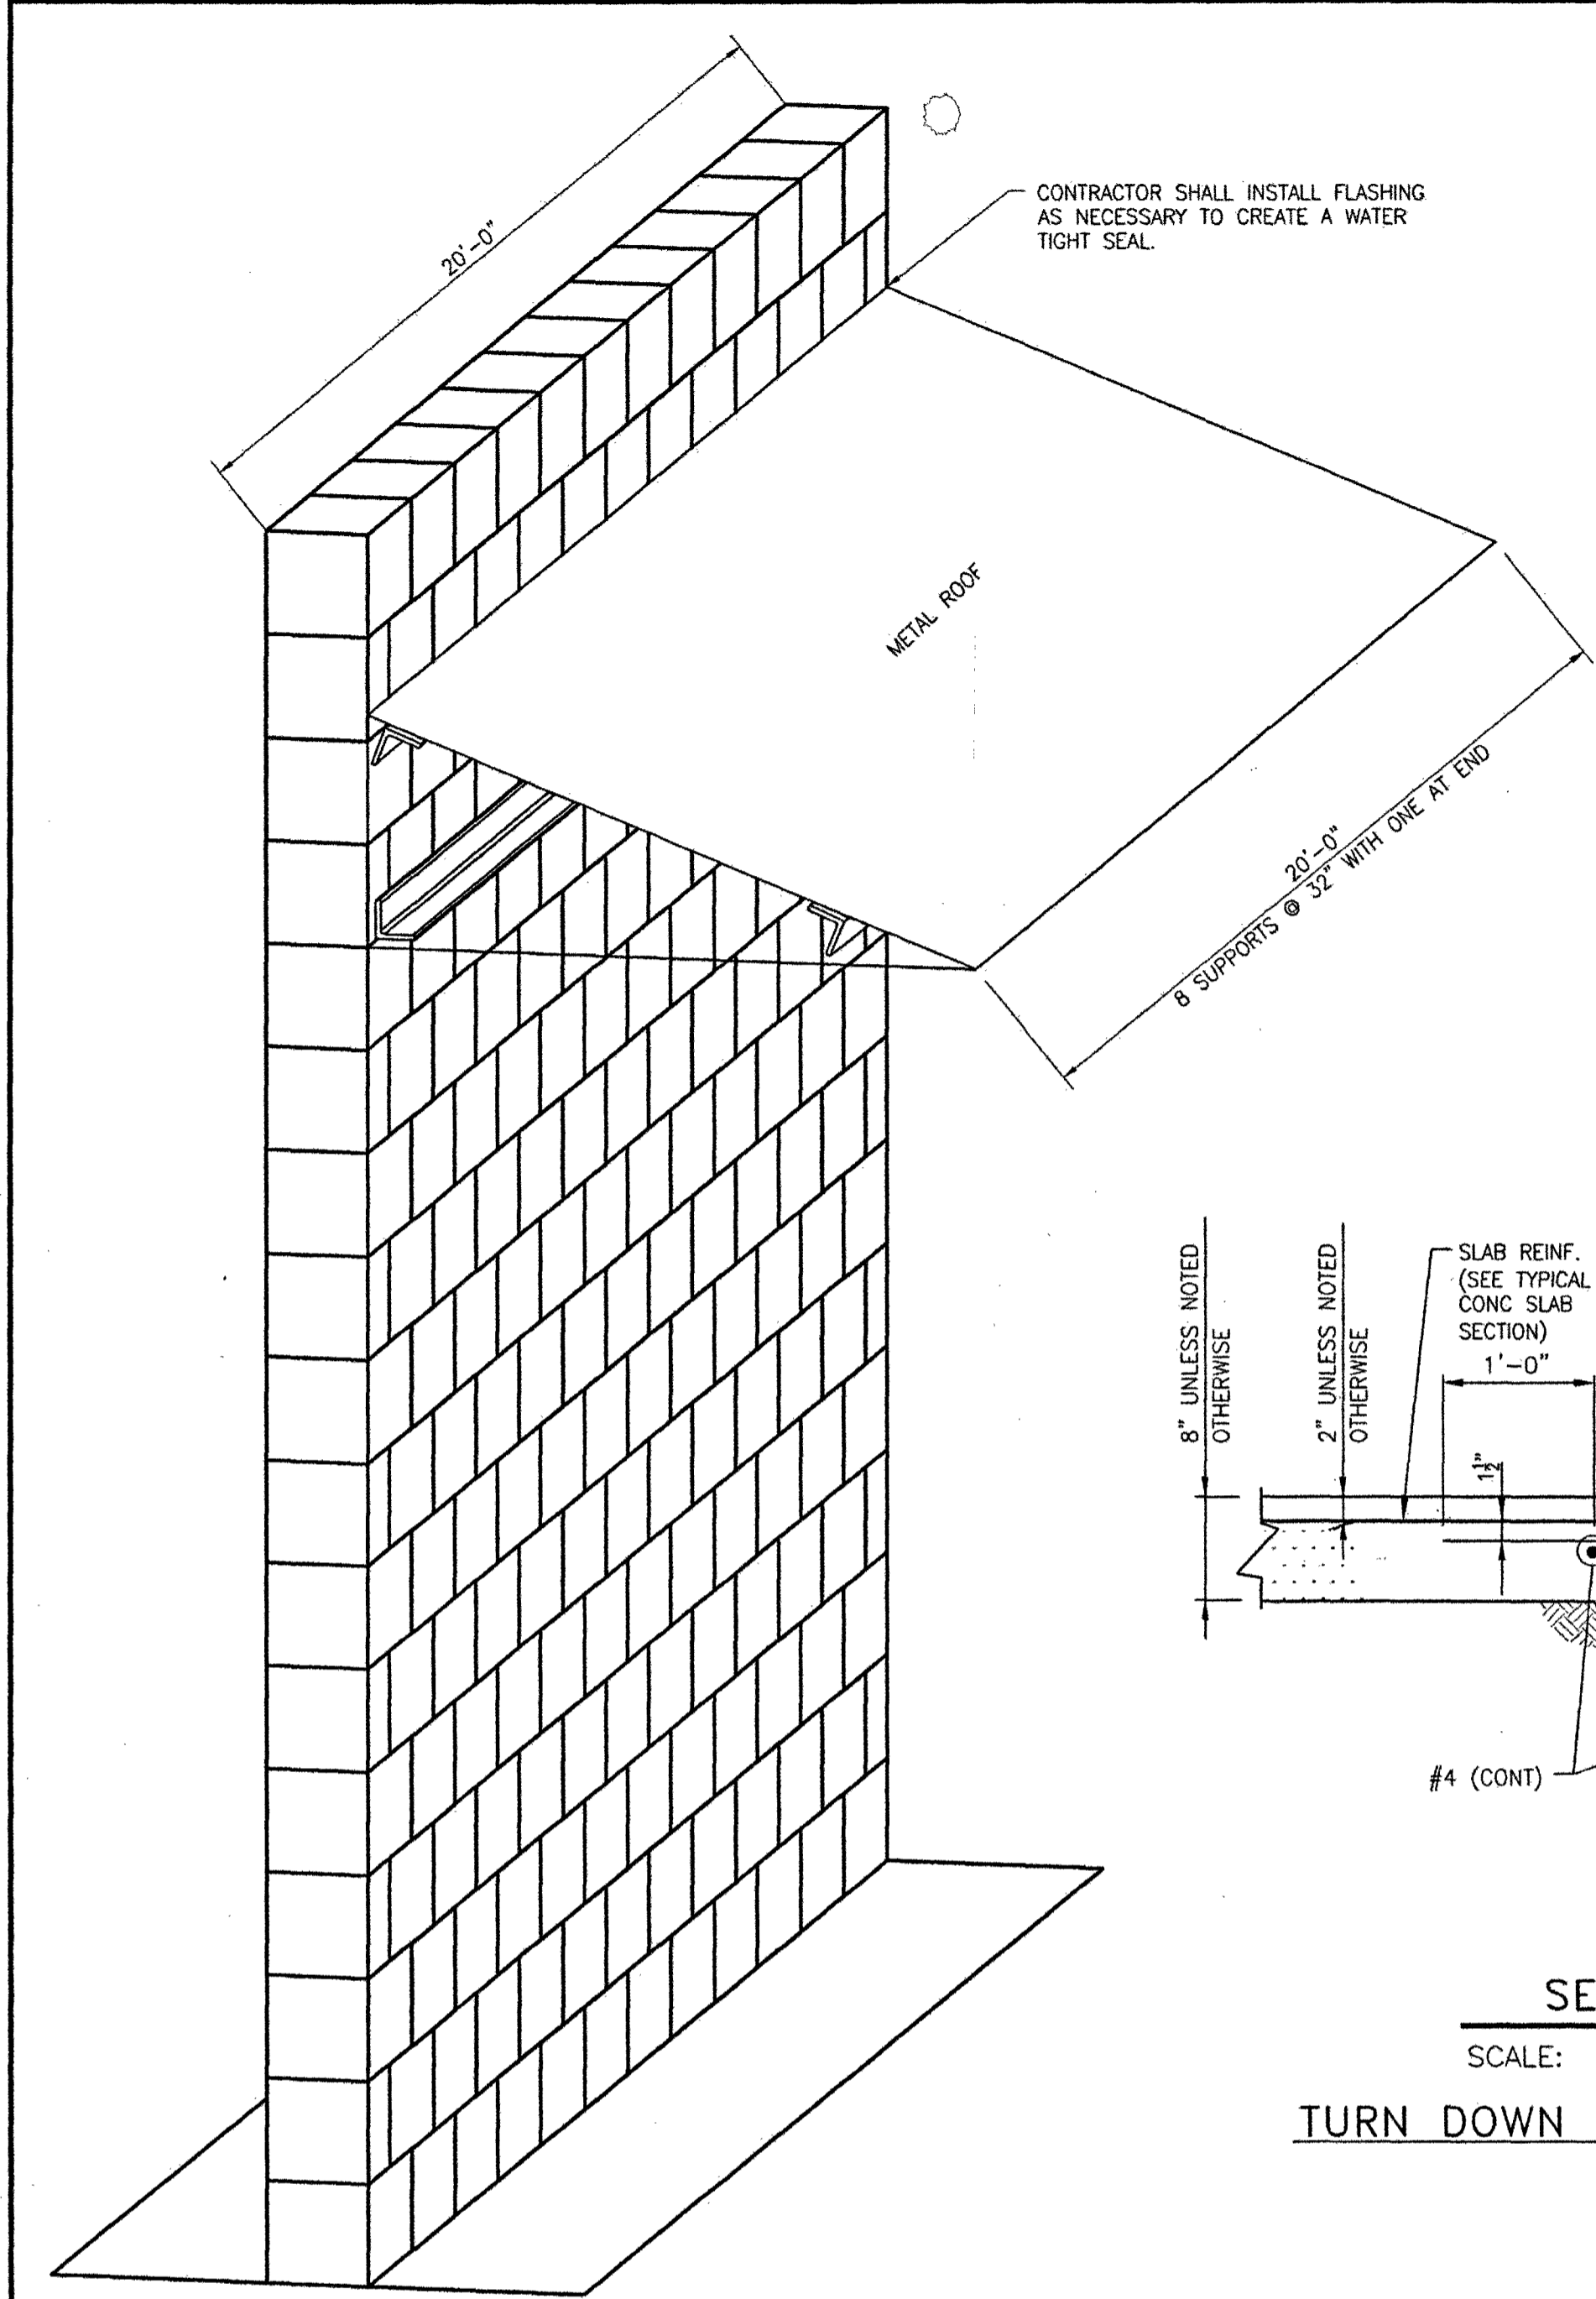 20'-0"
CONTRACTOR SHALL INSTALL FLASHING
AS NECESSARY TO CREATE A WATER
TIGHT SEAL.
METAL ROOF
20'-0"
8 SUPPORTS @ 32" WITH ONE AT END
8" UNLESS NOTED
OTHERWISE
2" UNLESS NOTED
OTHERWISE
SLAB REINF.
(SEE TYPICAL
CONC SLAB
SECTION)
1'-0"
1½"
#4 (CONT)
SE
SCALE:
TURN DOWN